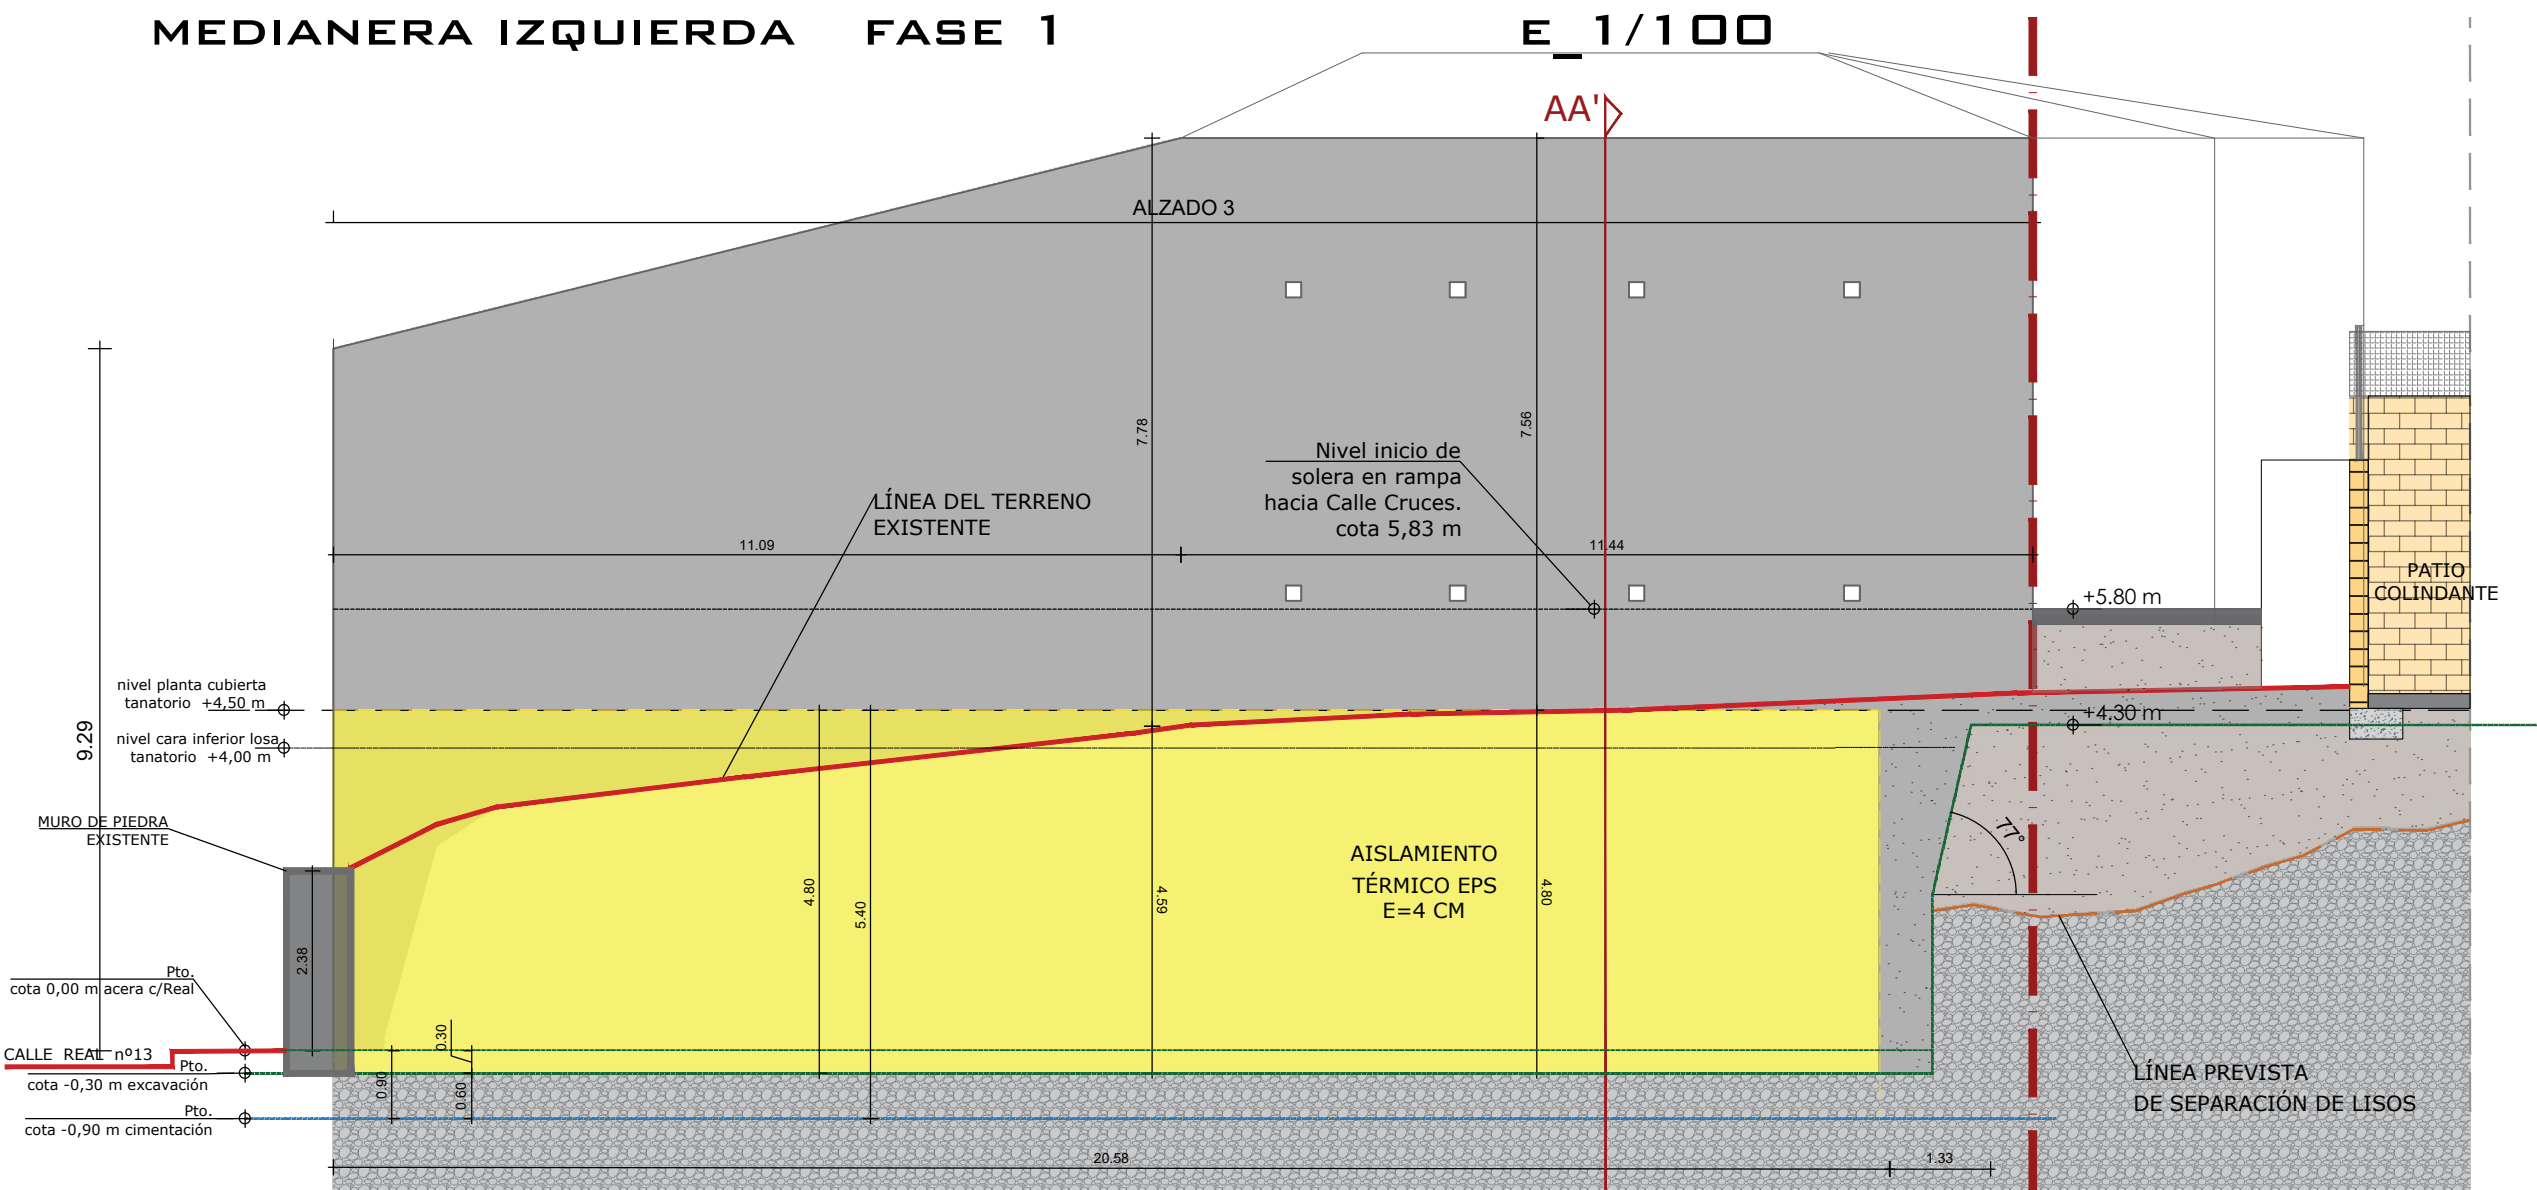 MEDIANERA IZQUIERDA FASE 1
E_1/100
AA'
ALZADO 3
7.78
7.56
Nivel inicio de
solera en rampa
hacia Calle Cruces.
cota 5,83 m
LÍNEA DEL TERRENO
EXISTENTE
11.09
11.44
PATIO
COLINDANTE
+5.80 m
nivel planta cubierta
tanatorio +4,50 m
+4.30 m
nivel cara inferior losa
tanatorio +4,00 m
9.29
MURO DE PIEDRA
EXISTENTE
77°
AISLAMIENTO
TÉRMICO EPS
E=4 CM
4.80
5.40
4.59
4.80
2.38
Pto.
cota 0,00 m acera c/Real
0.30
CALLE REAL nº13
Pto.
cota -0,30 m excavación
0.90
0.60
LÍNEA PREVISTA
DE SEPARACIÓN DE LISOS
Pto.
cota -0,90 m cimentación
20.58
1.33